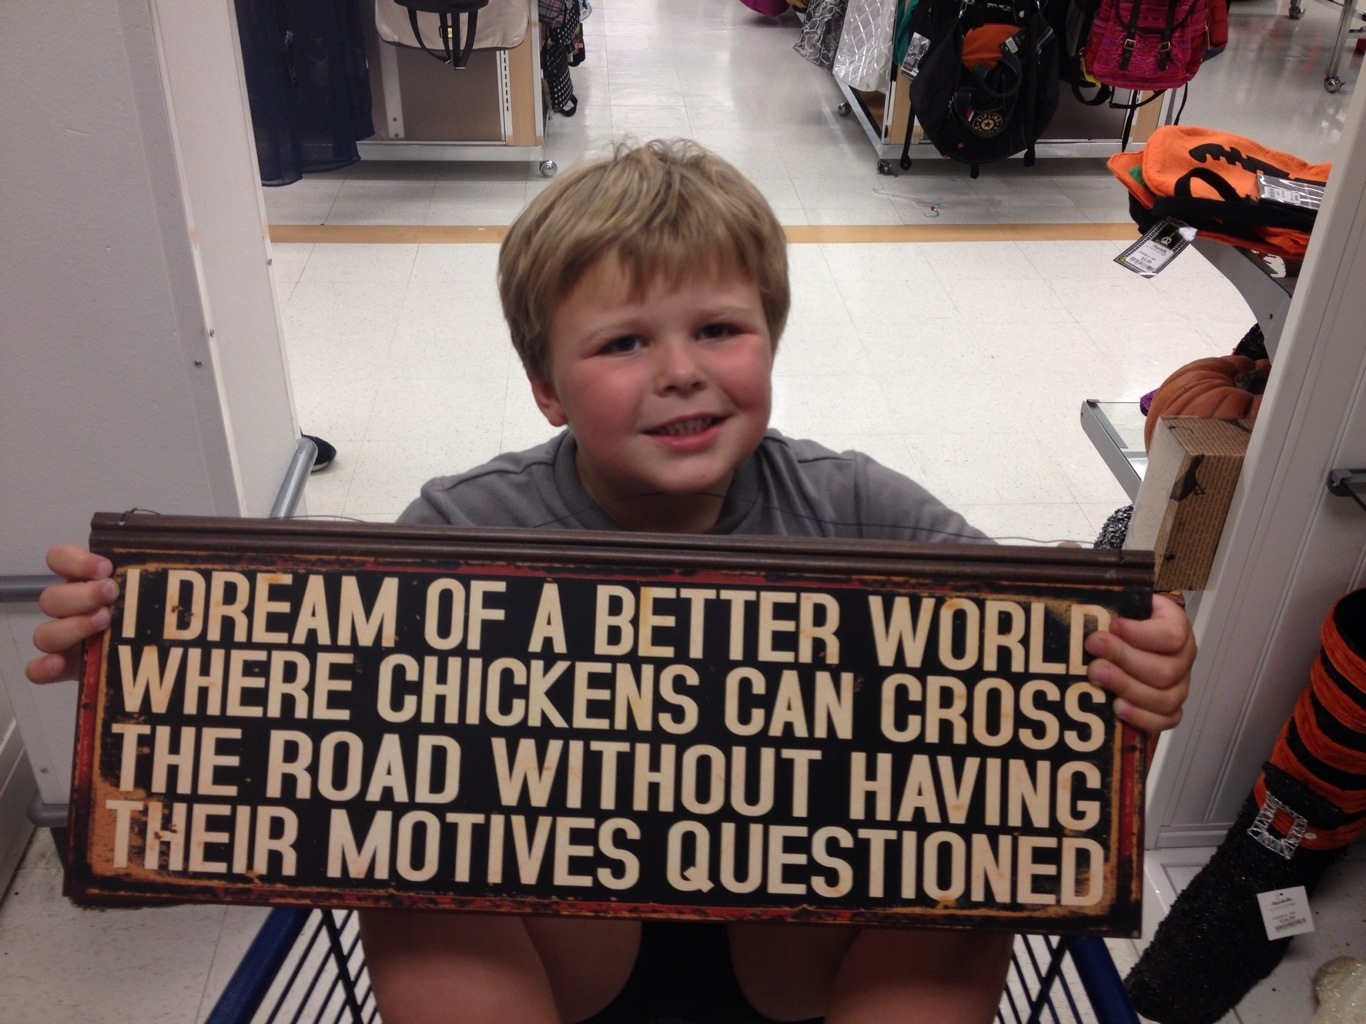 I DREAM OF A BETTER WORLD
WHERE CHICKENS CAN CROSS
THE ROAD WITHOUT HAVING
THEIR MOTIVES QUESTIONED